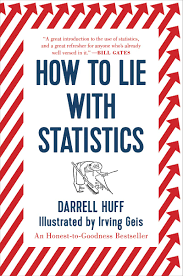 "A great introduction to the use of statistics,
and a great refresher for anyone who's already
well versed in it." —BILL GATES
HOW TO LIE
WITH
STATISTICS
DARRELL HUFF
Illustrated by Irving Geis
An Honest-to-Goodness Bestseller